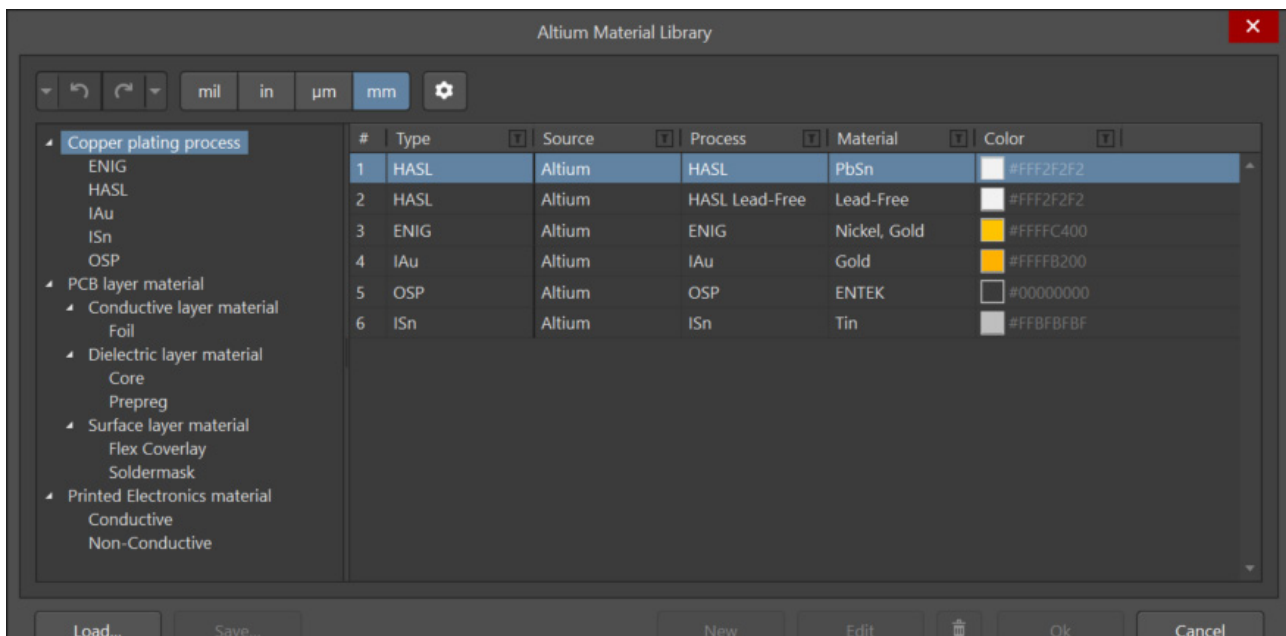 Altium Material Library
mil in µm mm
Copper plating process
ENIG
HASL
IAu
ISn
OSP
PCB layer material
Conductive layer material
Foil
Dielectric layer material
Core
Prepreg
Surface layer material
Flex Coverlay
Soldermask
Printed Electronics material
Conductive
Non-Conductive
# Type T Source T Process T Material T Color T
1 HASL Altium HASL PbSn #FFF2F2F2
2 HASL Altium HASL Lead-Free Lead-Free #FFF2F2F2
3 ENIG Altium ENIG Nickel, Gold #FFFFC400
4 IAu Altium IAu Gold #FFFFB200
5 OSP Altium OSP ENTEK #00000000
6 ISn Altium ISn Tin #FFBFBFBF
Load... Save... New Edit Ok Cancel